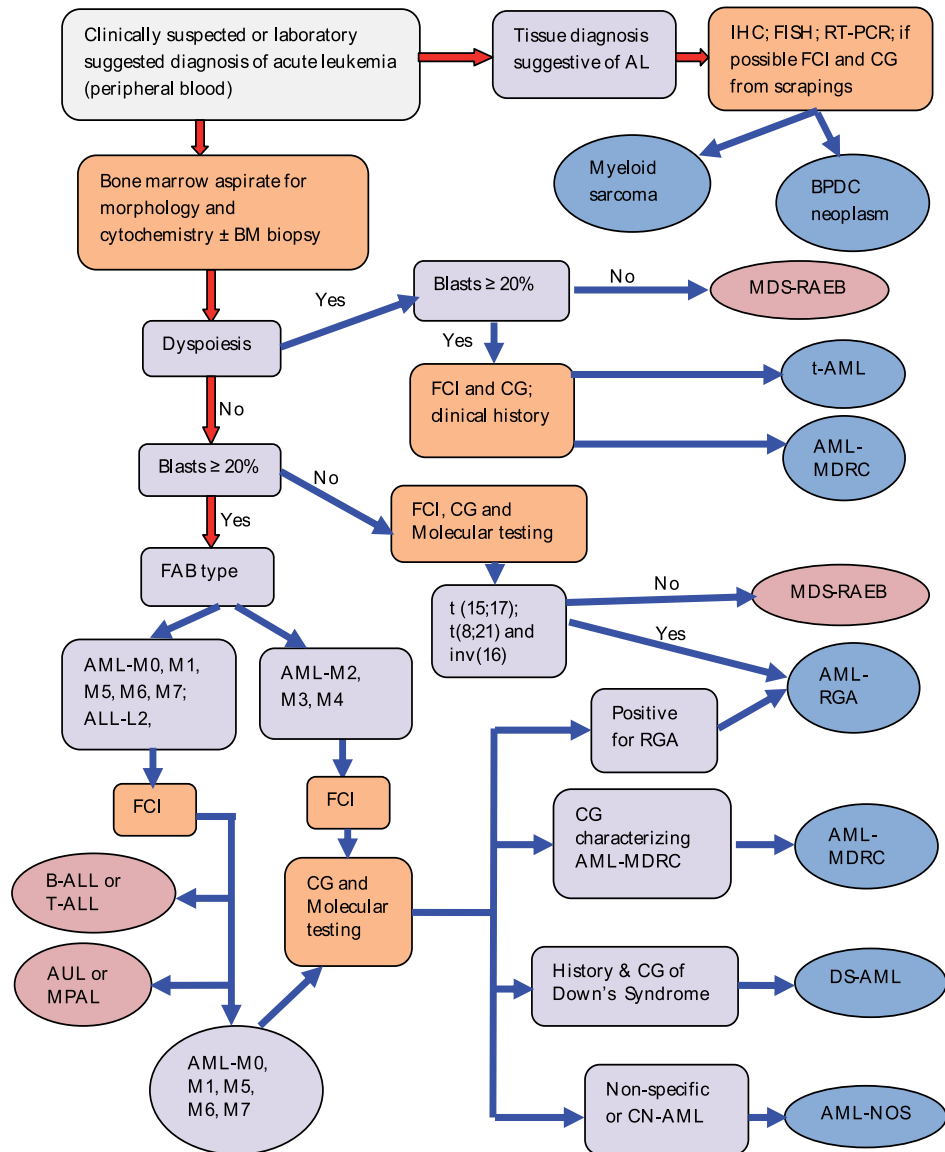 Clinically suspected or laboratory
suggested diagnosis of acute leukemia
(peripheral blood)
Tissue diagnosis
suggestive of AL
IHC; FISH; RT-PCR; if
possible FCI and CG
from scrapings
Myeloid
sarcoma
BPDC
neoplasm
Bone marrow aspirate for
morphology and
cytochemistry ± BM biopsy
Dyspoiesis
Yes
Blasts ≥ 20%
No
MDS-RAEB
Yes
FCI and CG;
clinical history
t-AML
AML-
MDRC
No
Blasts ≥ 20%
No
FCI, CG and
Molecular testing
t (15;17);
t(8;21) and
inv(16)
No
MDS-RAEB
Yes
AML-
RGA
Yes
FAB type
AML-M0, M1,
M5, M6, M7;
ALL-L2,
AML-M2,
M3, M4
FCI
FCI
B-ALL or
T-ALL
AUL or
MPAL
AML-M0,
M1, M5,
M6, M7
CG and
Molecular
testing
Positive
for RGA
CG
characterizing
AML-MDRC
AML-
MDRC
History & CG of
Down's Syndrome
DS-AML
Non-specific
or CN-AML
AML-NOS